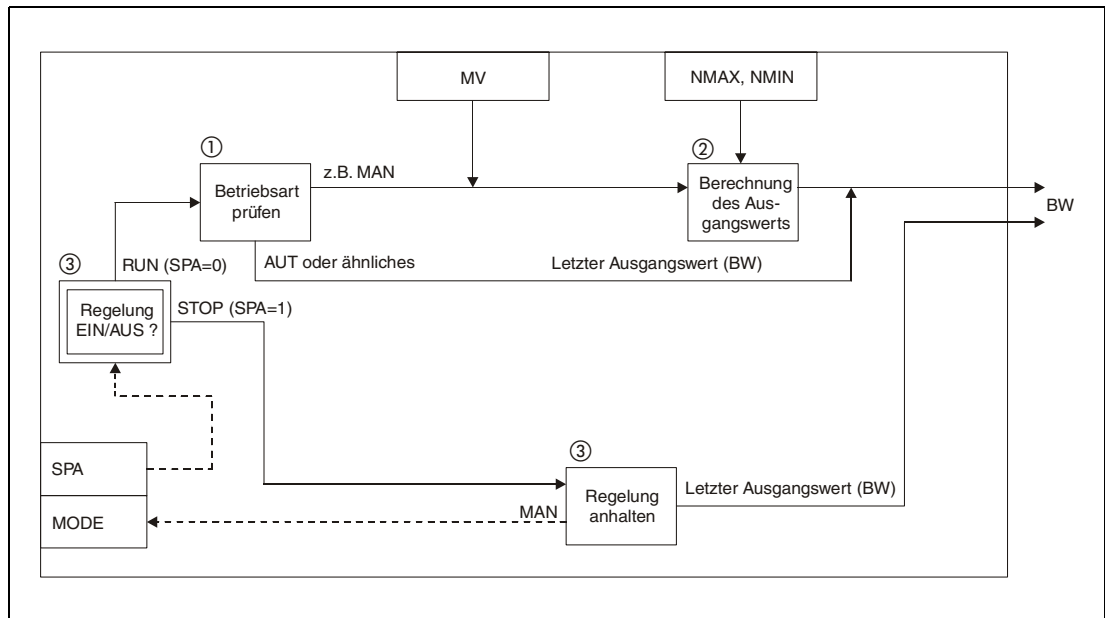 MV
NMAX, NMIN
①
z.B. MAN
②
Betriebsart
prüfen
Berechnung
des Aus-
gangswerts
BW
③
RUN (SPA=0)
AUT oder ähnliches
Letzter Ausgangswert (BW)
Regelung
EIN/AUS ?
STOP (SPA=1)
③
SPA
Regelung
anhalten
Letzter Ausgangswert (BW)
MODE
MAN